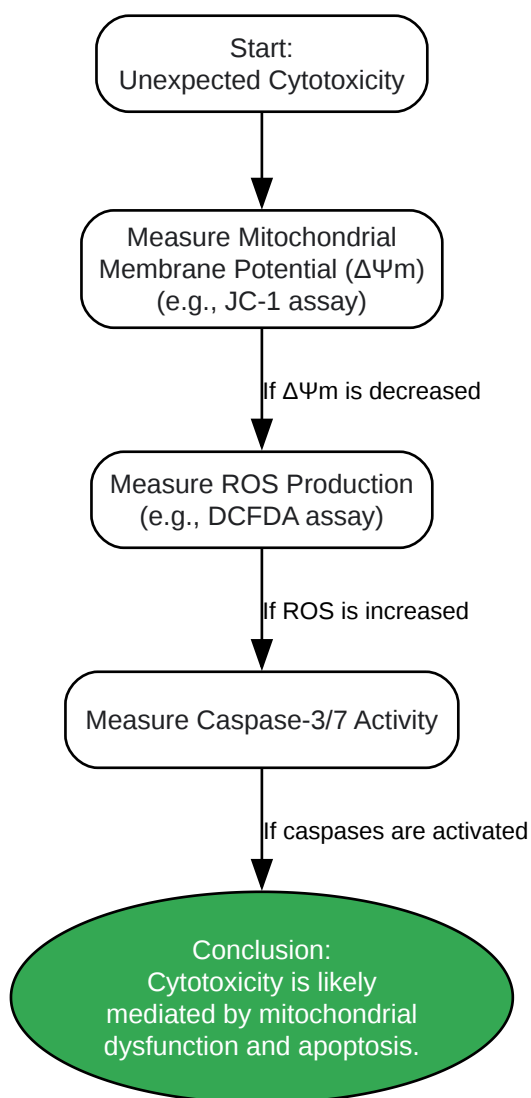 Start:
Unexpected Cytotoxicity
Measure Mitochondrial
Membrane Potential (ΔΨm)
(e.g., JC-1 assay)
If ΔΨm is decreased
Measure ROS Production
(e.g., DCFDA assay)
If ROS is increased
Measure Caspase-3/7 Activity
If caspases are activated
Conclusion:
Cytotoxicity is likely
mediated by mitochondrial
dysfunction and apoptosis.